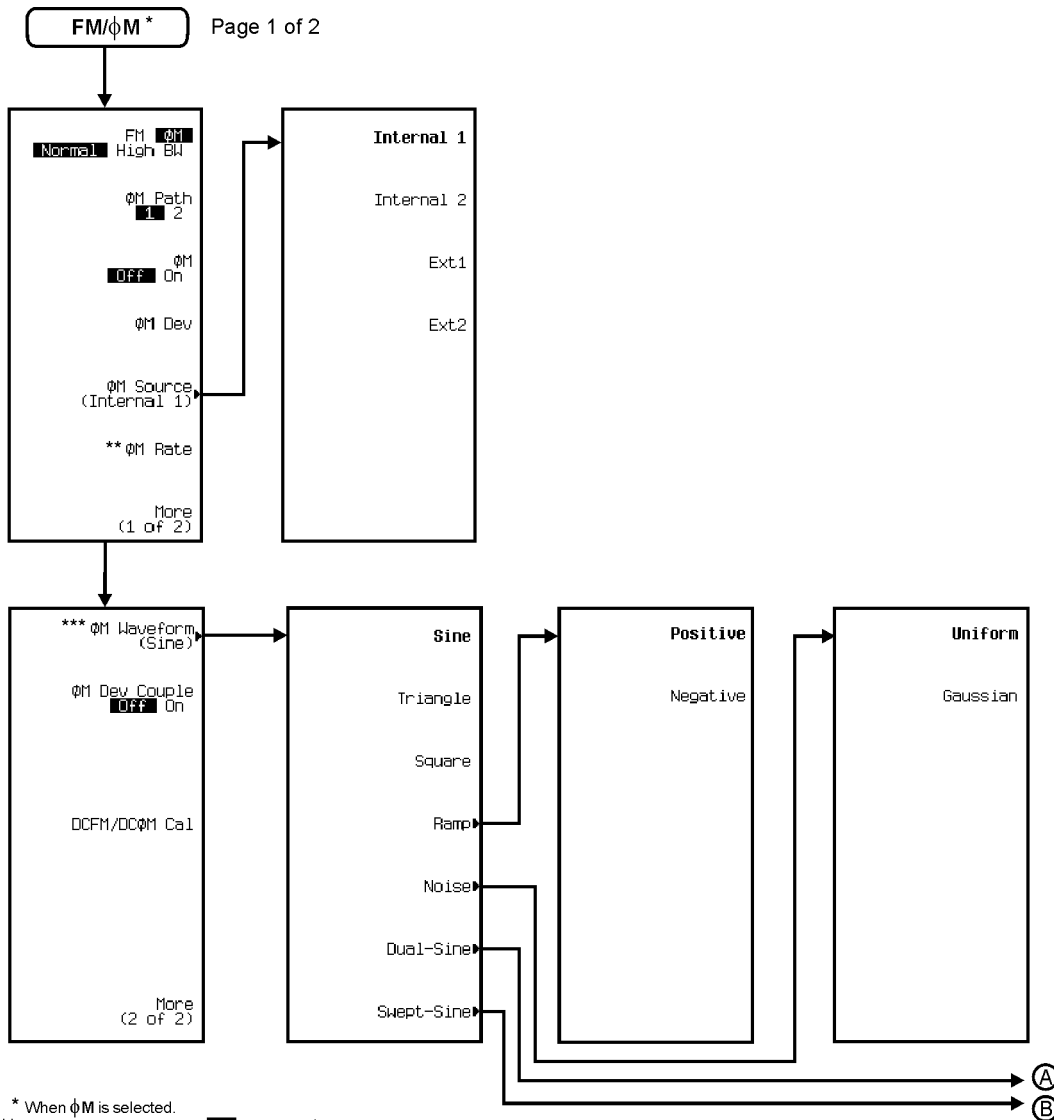 FM/ϕM *
Page 1 of 2
FM ΦM
Normal High BW
ΦM Path
1 2
ΦM
Off On
ΦM Dev
ΦM Source
(Internal 1)
** ΦM Rate
More
(1 of 2)
Internal 1
Internal 2
Ext1
Ext2
*** ΦM Waveform
(Sine)
ΦM Dev Couple
Off On
DCFM/DCΦM Cal
More
(2 of 2)
Sine
Triangle
Square
Ramp
Noise
Dual-Sine
Swept-Sine
Positive
Negative
Uniform
Gaussian
A
B
* When ϕM is selected.